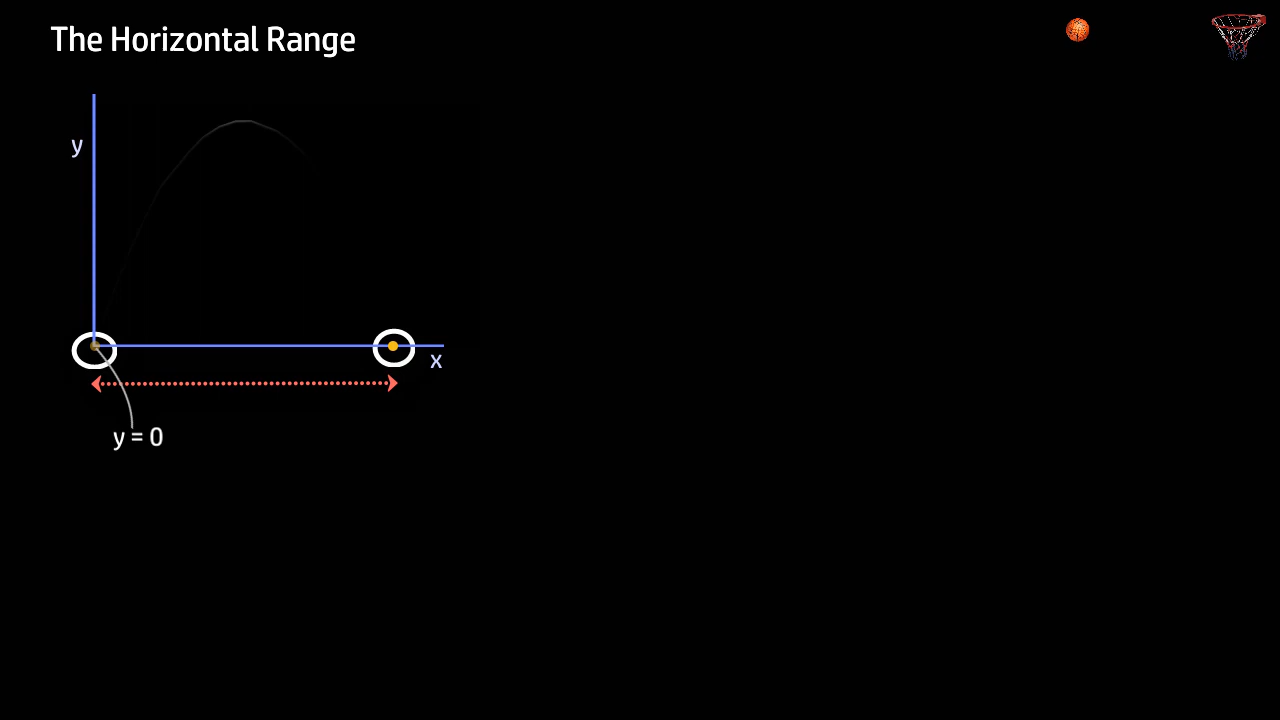 The Horizontal Range
y
x
y = 0